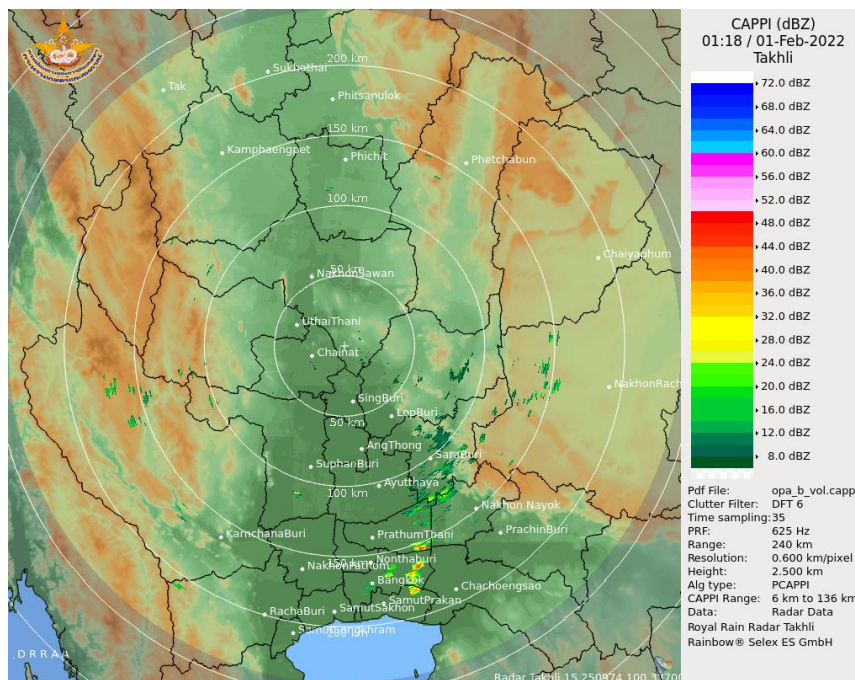 CAPPI (dBZ)
01:18 / 01-Feb-2022
Takhli
72.0 dBZ
68.0 dBZ
64.0 dBZ
60.0 dBZ
56.0 dBZ
52.0 dBZ
48.0 dBZ
44.0 dBZ
40.0 dBZ
36.0 dBZ
32.0 dBZ
28.0 dBZ
24.0 dBZ
20.0 dBZ
16.0 dBZ
12.0 dBZ
8.0 dBZ
Pdf File: opa_b_vol.capp
Clutter Filter: DFT 6
Time sampling:35
PRF: 625 Hz
Range: 240 km
Resolution: 0.600 km/pixel
Height: 2.500 km
Alg type: PCAPPI
CAPPI Range: 6 km to 136 km
Data: Radar Data
Royal Rain Radar Takhli
Rainbow® Selex ES GmbH
200 km
Sukhothai
Tak
Phitsanulok
150 km
Kamphaengpet
Phichit
Phetchabun
100 km
Chaiyaphum
50 km
NakhonSawan
UthaiThani
Chainat
NakhonRach
SingBuri
LopBuri
50 km
AngThong
SaraBuri
SuphanBuri
Ayutthaya
100 km
Nakhon Nayok
KarnchanaBuri
PrathumThani
PrachinBuri
150 km
Nonthaburi
Bangkok
Chachoengsao
SamutPrakan
RachaBuri
SamutSakhon
200 km